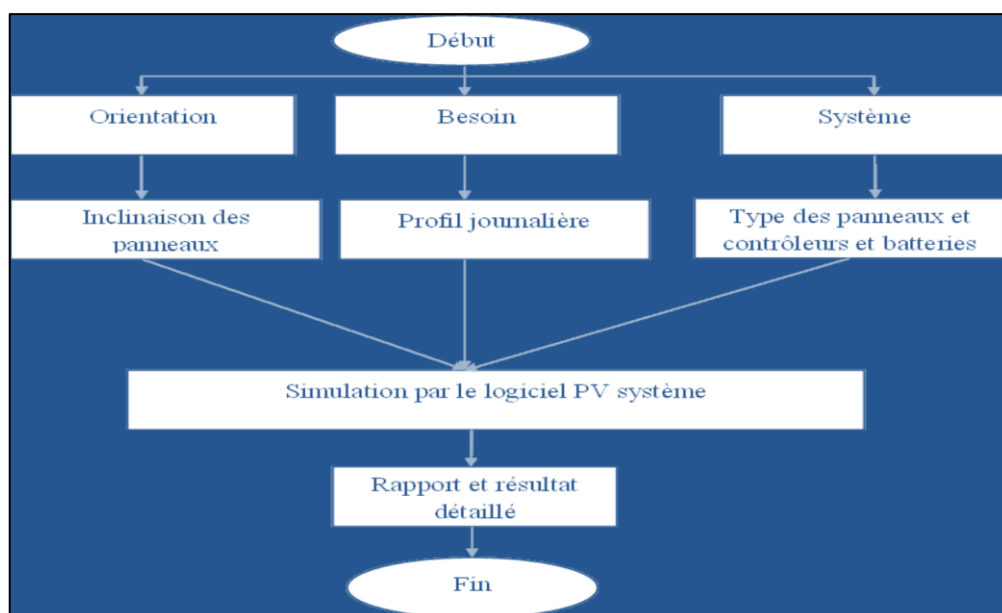 Début
Orientation
Besoin
Système
Inclinaison des
panneaux
Profil journalière
Type des panneaux et
contrôleurs et batteries
Simulation par le logiciel PV système
Rapport et résultat
détaillé
Fin